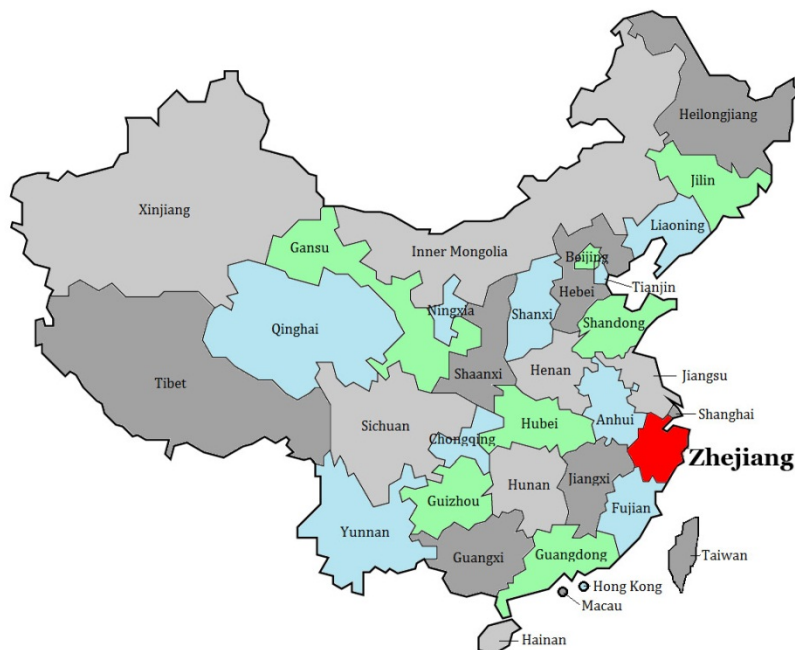 Heilongjiang
Jilin
Xinjiang
Liaoning
Gansu
Inner Mongolia
Beijing
Tianjin
Hebei
Ningxia
Shanxi
Shandong
Qinghai
Henan
Shaanxi
Jiangsu
Tibet
Sichuan
Shanghai
Hubei
Anhui
Chongqing
Zhejiang
Jiangxi
Hunan
Guizhou
Fujian
Yunnan
Guangxi
Guangdong
Taiwan
Hong Kong
Macau
Hainan